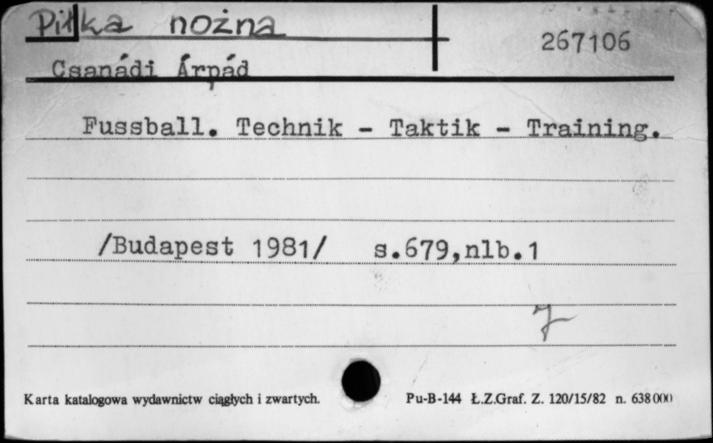 Piłka nożna
267106
Csanádi Árpád
Fussball. Technik - Taktik - Training.
/Budapest 1981/ s.679,nlb.1
Karta katalogowa wydawnictw ciągłych i zwartych. Pu-B-144 Ł.Z.Graf. Z. 120/15/82 n. 638000